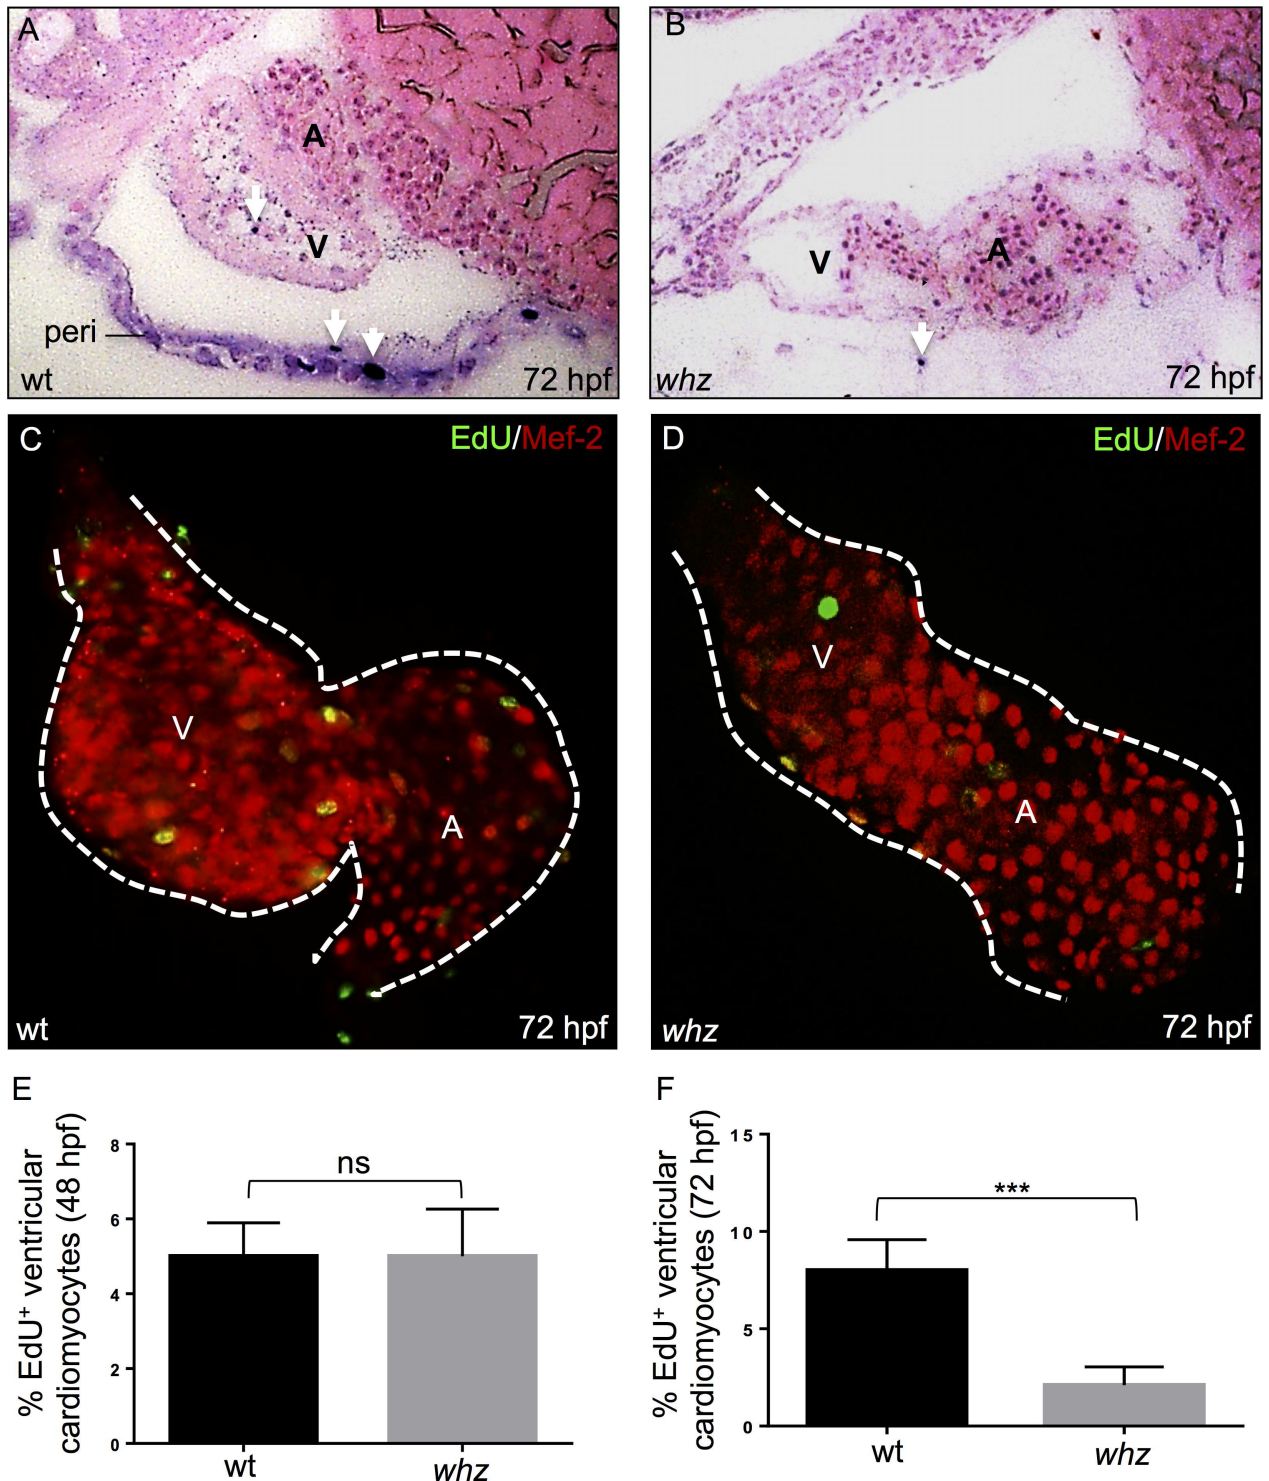 A
A
V
peri
wt
72 hpf
B
V
A
whz
72 hpf
C
EdU/Mef-2
V
A
wt
72 hpf
D
EdU/Mef-2
V
A
whz
72 hpf
E
% EdU⁺ ventricular
cardiomyocytes (48 hpf)
8
6
4
2
0
ns
wt
whz
F
% EdU⁺ ventricular
cardiomyocytes (72 hpf)
15
10
5
0
***
wt
whz